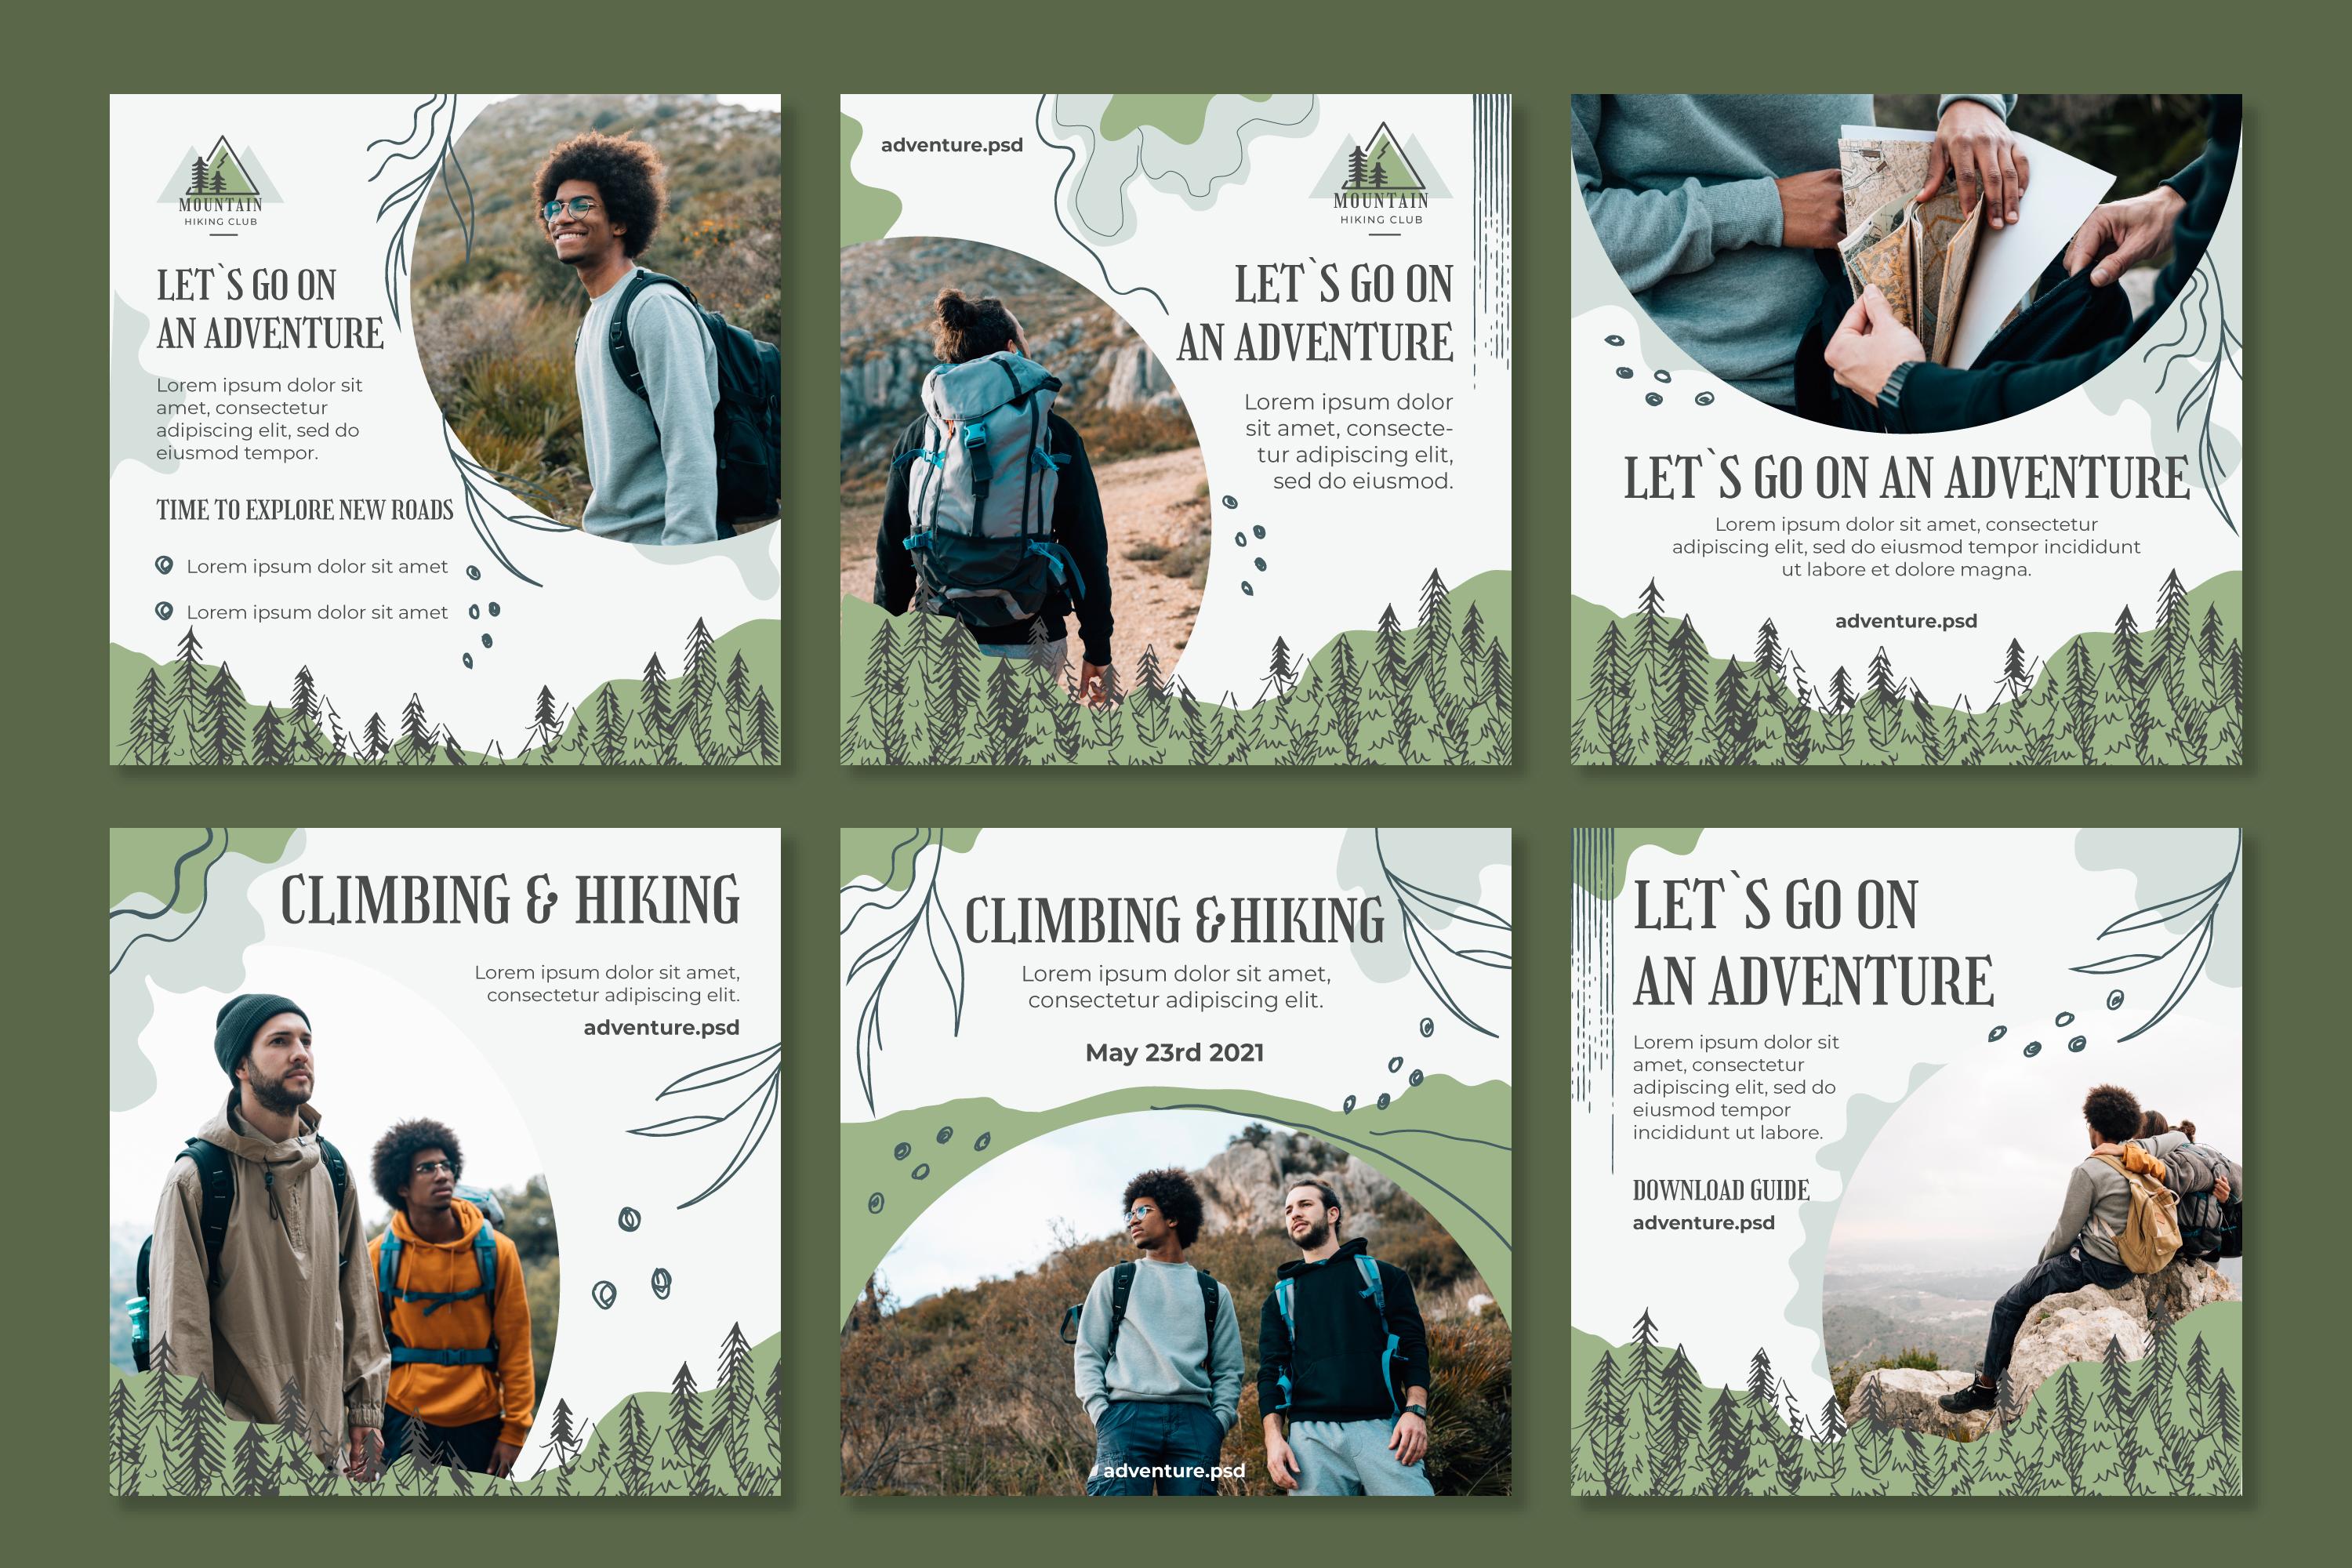 MOUNTAIN
HIKING CLUB
LET`S GO ON
AN ADVENTURE
Lorem ipsum dolor sit
amet, consectetur
adipiscing elit, sed do
eiusmod tempor.
TIME TO EXPLORE NEW ROADS
Lorem ipsum dolor sit amet
Lorem ipsum dolor sit amet
adventure.psd
MOUNTAIN
HIKING CLUB
LET`S GO ON
AN ADVENTURE
Lorem ipsum dolor
sit amet, consecte-
tur adipiscing elit,
sed do eiusmod.
LET`S GO ON AN ADVENTURE
Lorem ipsum dolor sit amet, consectetur
adipiscing elit, sed do eiusmod tempor incididunt
ut labore et dolore magna.
adventure.psd
CLIMBING & HIKING
Lorem ipsum dolor sit amet,
consectetur adipiscing elit.
adventure.psd
CLIMBING &HIKING
Lorem ipsum dolor sit amet,
consectetur adipiscing elit.
May 23rd 2021
adventure.psd
LET`S GO ON
AN ADVENTURE
Lorem ipsum dolor sit
amet, consectetur
adipiscing elit, sed do
eiusmod tempor
incididunt ut labore.
DOWNLOAD GUIDE
adventure.psd